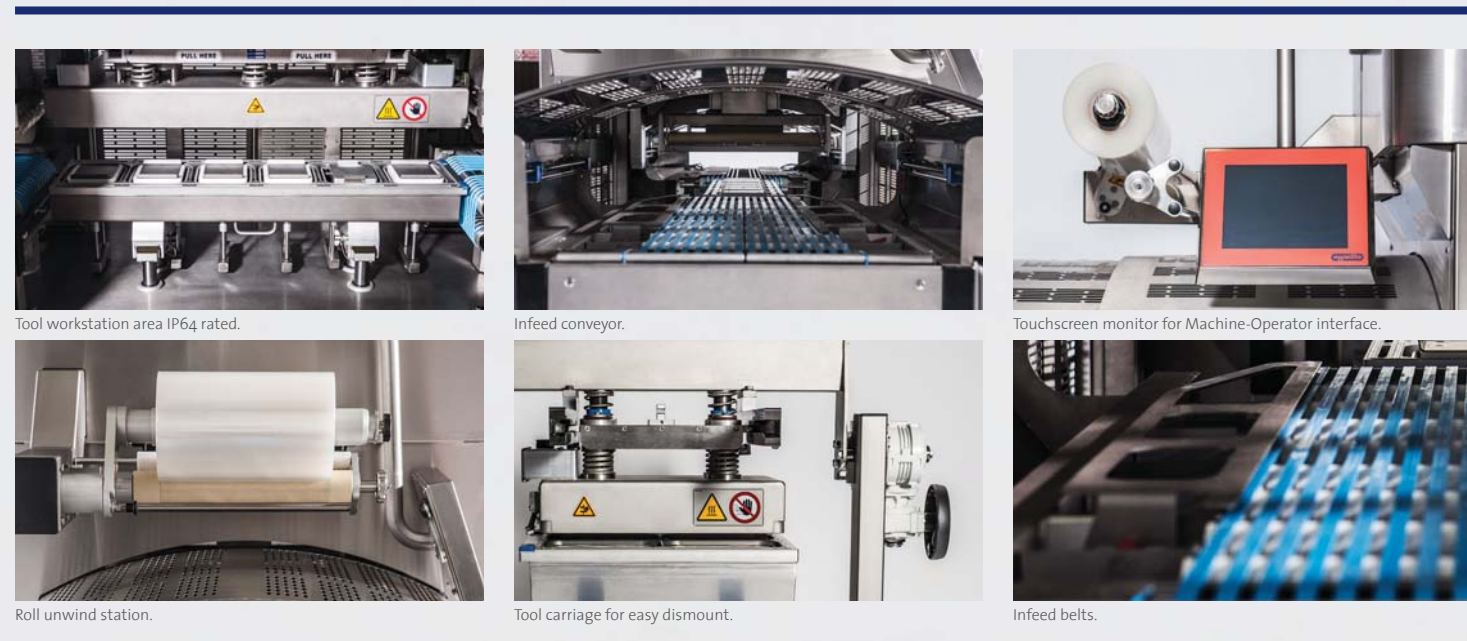 PULL HERE PULL HERE
Tool workstation area IP64 rated.
Infeed conveyor.
Touchscreen monitor for Machine-Operator interface.
Roll unwind station.
Tool carriage for easy dismount.
Infeed belts.